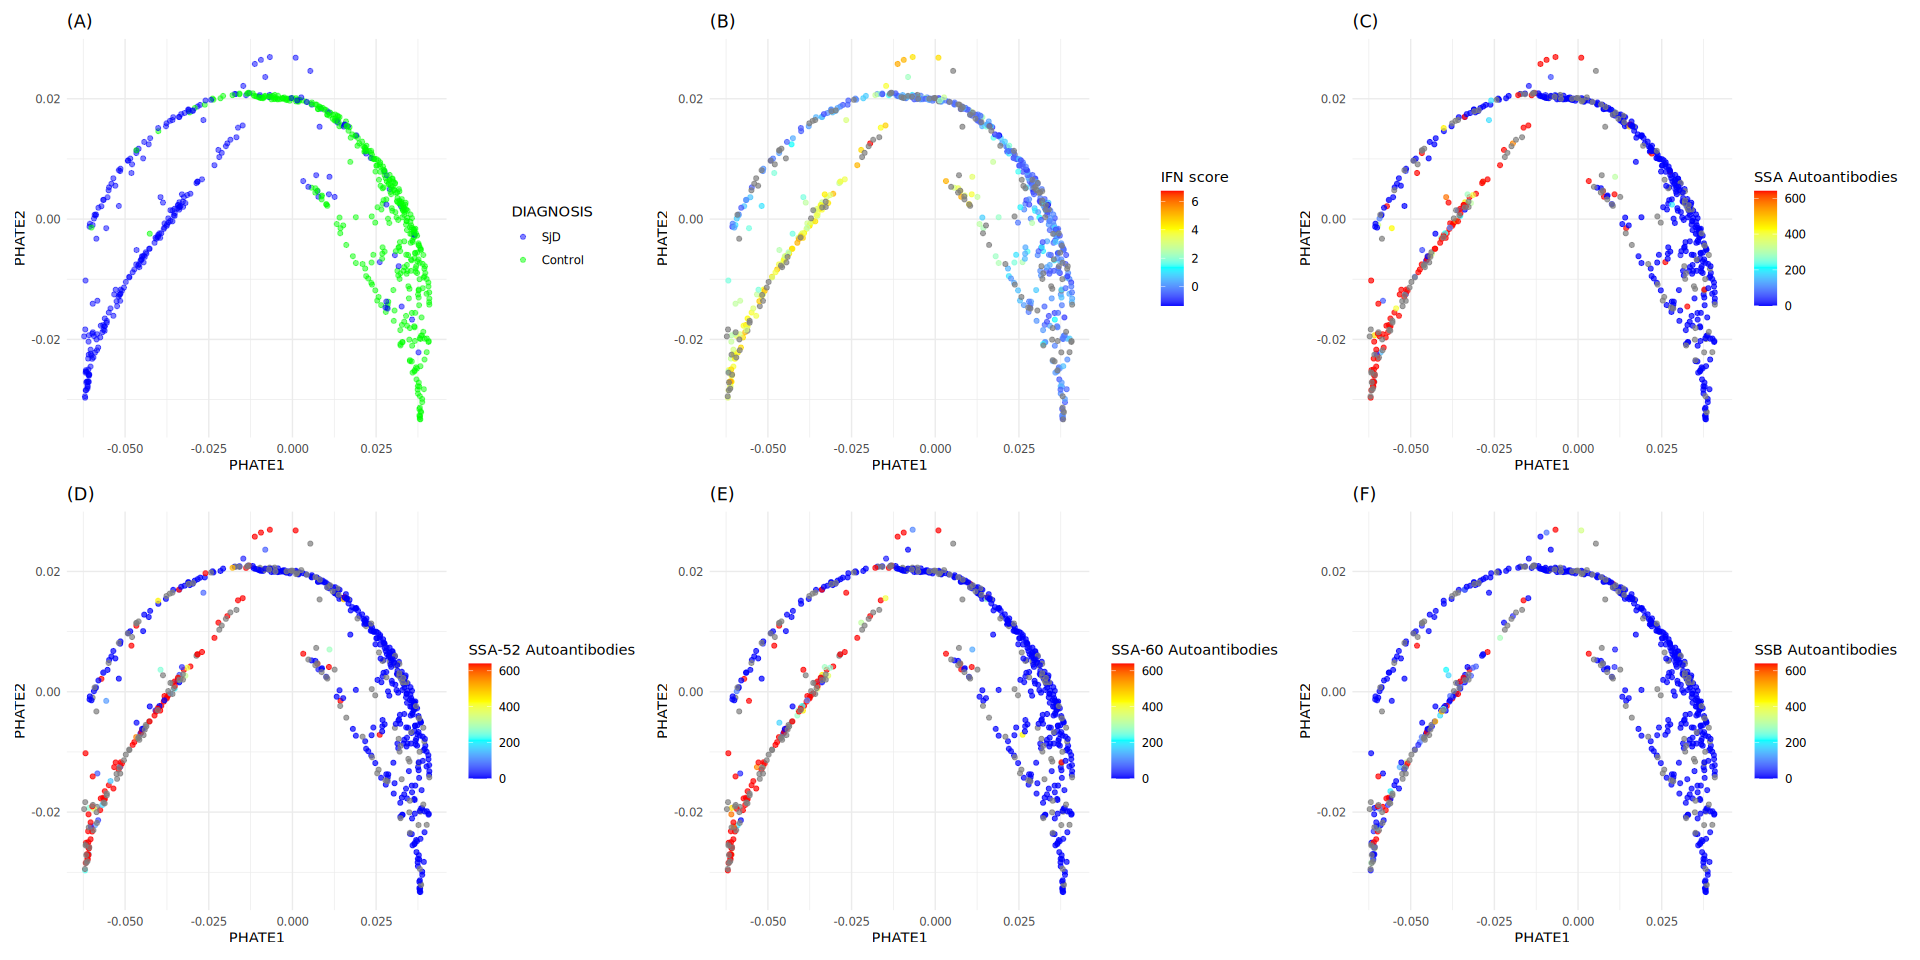 (A)
PHATE2
0.02
0.00
-0.02
-0.050
-0.025
0.000
0.025
PHATE1
DIAGNOSIS
SjD
Control
(B)
PHATE2
0.02
0.00
-0.02
-0.050
-0.025
0.000
0.025
PHATE1
IFN score
6
4
2
0
(C)
PHATE2
0.02
0.00
-0.02
-0.050
-0.025
0.000
0.025
PHATE1
SSA Autoantibodies
600
400
200
0
(D)
PHATE2
0.02
0.00
-0.02
-0.050
-0.025
0.000
0.025
PHATE1
SSA-52 Autoantibodies
600
400
200
0
(E)
PHATE2
0.02
0.00
-0.02
-0.050
-0.025
0.000
0.025
PHATE1
SSA-60 Autoantibodies
600
400
200
0
(F)
PHATE2
0.02
0.00
-0.02
-0.050
-0.025
0.000
0.025
PHATE1
SSB Autoantibodies
600
400
200
0